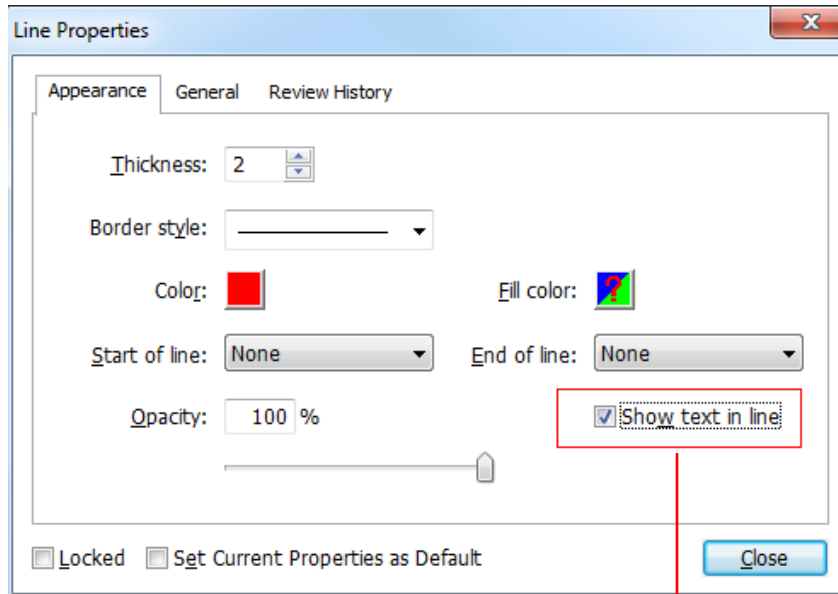 Line Properties
Appearance General Review History
Thickness: 2
Border style:
Color: Fill color: ?
Start of line: None End of line: None
Opacity: 100 % Show text in line
Locked Set Current Properties as Default Close